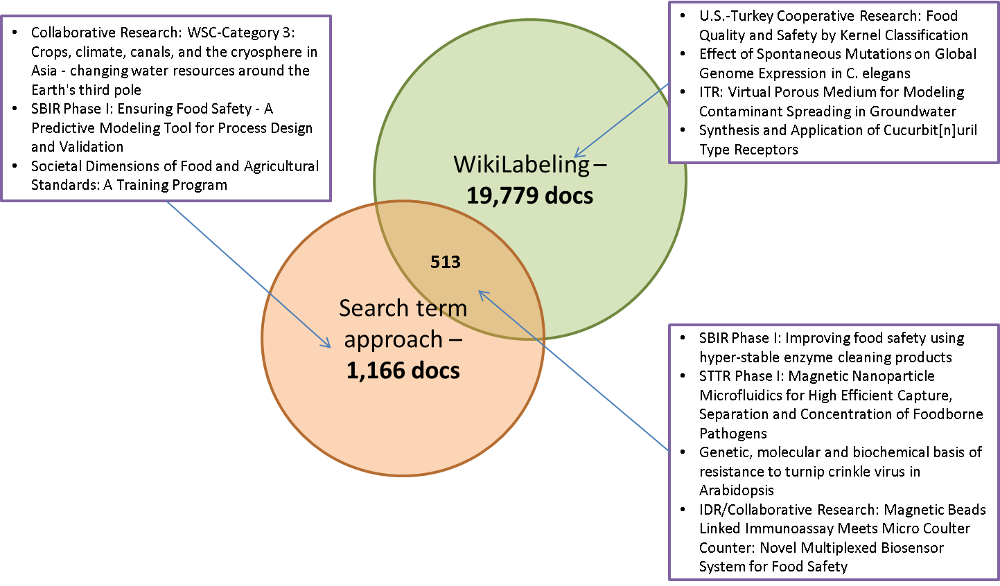 • Collaborative Research: WSC-Category 3:
Crops, climate, canals, and the cryosphere in
Asia - changing water resources around the
Earth's third pole
• SBIR Phase I: Ensuring Food Safety - A
Predictive Modeling Tool for Process Design
and Validation
• Societal Dimensions of Food and Agricultural
Standards: A Training Program
• U.S.-Turkey Cooperative Research: Food
Quality and Safety by Kernel Classification
• Effect of Spontaneous Mutations on Global
Genome Expression in C. elegans
• ITR: Virtual Porous Medium for Modeling
Contaminant Spreading in Groundwater
• Synthesis and Application of Cucurbit[n]uril
Type Receptors
WikiLabeling –
19,779 docs
513
Search term
approach –
1,166 docs
• SBIR Phase I: Improving food safety using
hyper-stable enzyme cleaning products
• STTR Phase I: Magnetic Nanoparticle
Microfluidics for High Efficient Capture,
Separation and Concentration of Foodborne
Pathogens
• Genetic, molecular and biochemical basis of
resistance to turnip crinkle virus in
Arabidopsis
• IDR/Collaborative Research: Magnetic Beads
Linked Immunoassay Meets Micro Coulter
Counter: Novel Multiplexed Biosensor
System for Food Safety